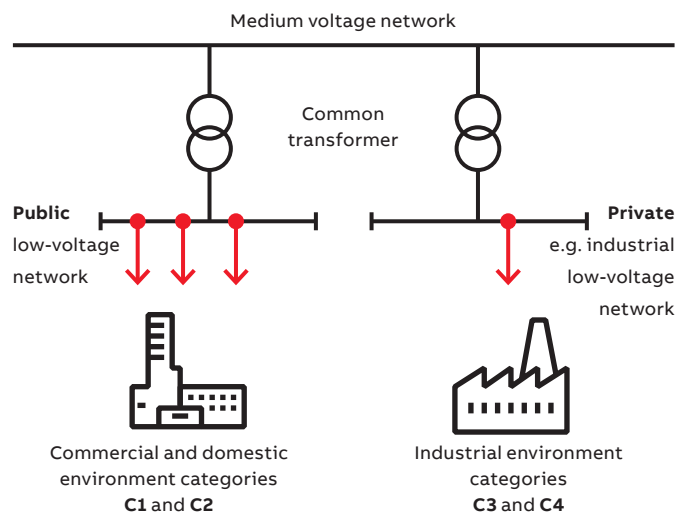 Medium voltage network
Common
transformer
Public
low-voltage
network
Private
e.g. industrial
low-voltage
network
Commercial and domestic
environment categories
C1 and C2
Industrial environment
categories
C3 and C4